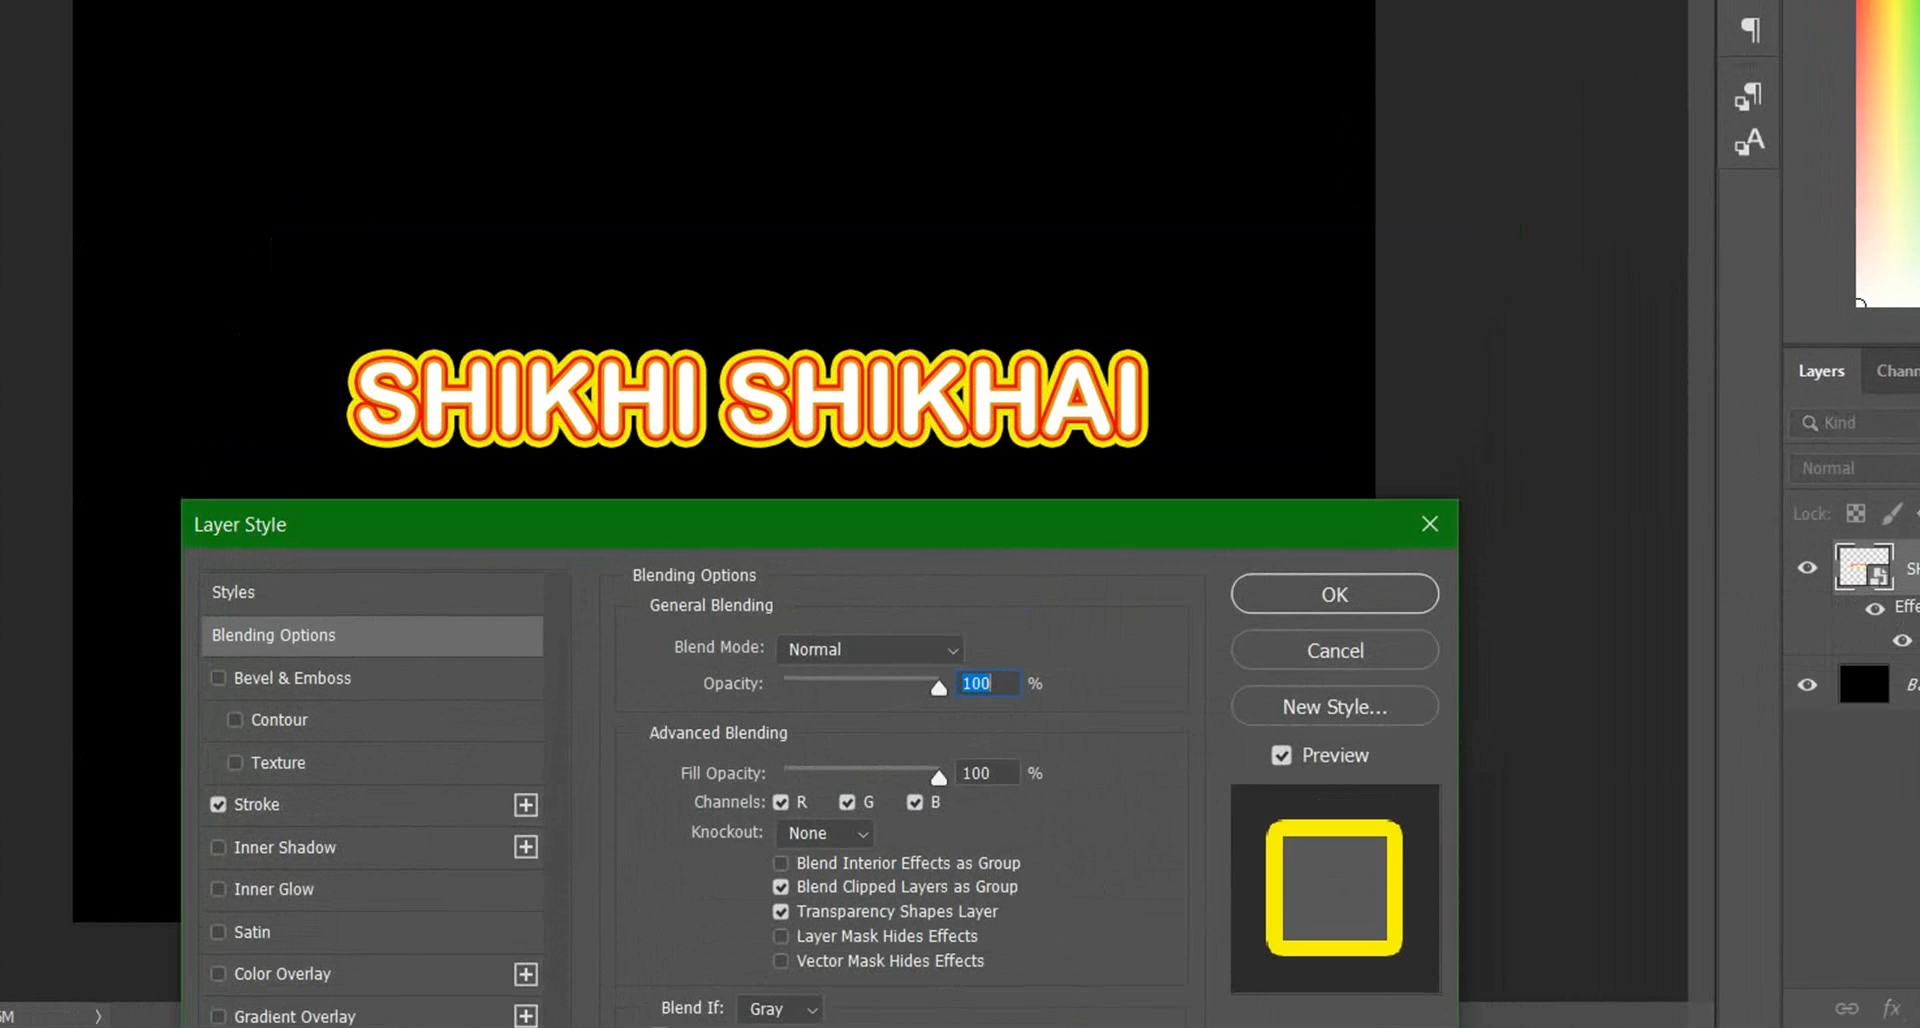 SHIKHI SHIKHAI
Layers
Kind
Normal
Lock:
Layer Style
Styles
Blending Options
Bevel & Emboss
Contour
Texture
Stroke
Inner Shadow
Inner Glow
Satin
Color Overlay
Gradient Overlay
Blending Options
General Blending
Blend Mode: Normal
Opacity: 100 %
Advanced Blending
Fill Opacity: 100 %
Channels: R G B
Knockout: None
Blend Interior Effects as Group
Blend Clipped Layers as Group
Transparency Shapes Layer
Layer Mask Hides Effects
Vector Mask Hides Effects
Blend If: Gray
OK
Cancel
New Style...
Preview
fx